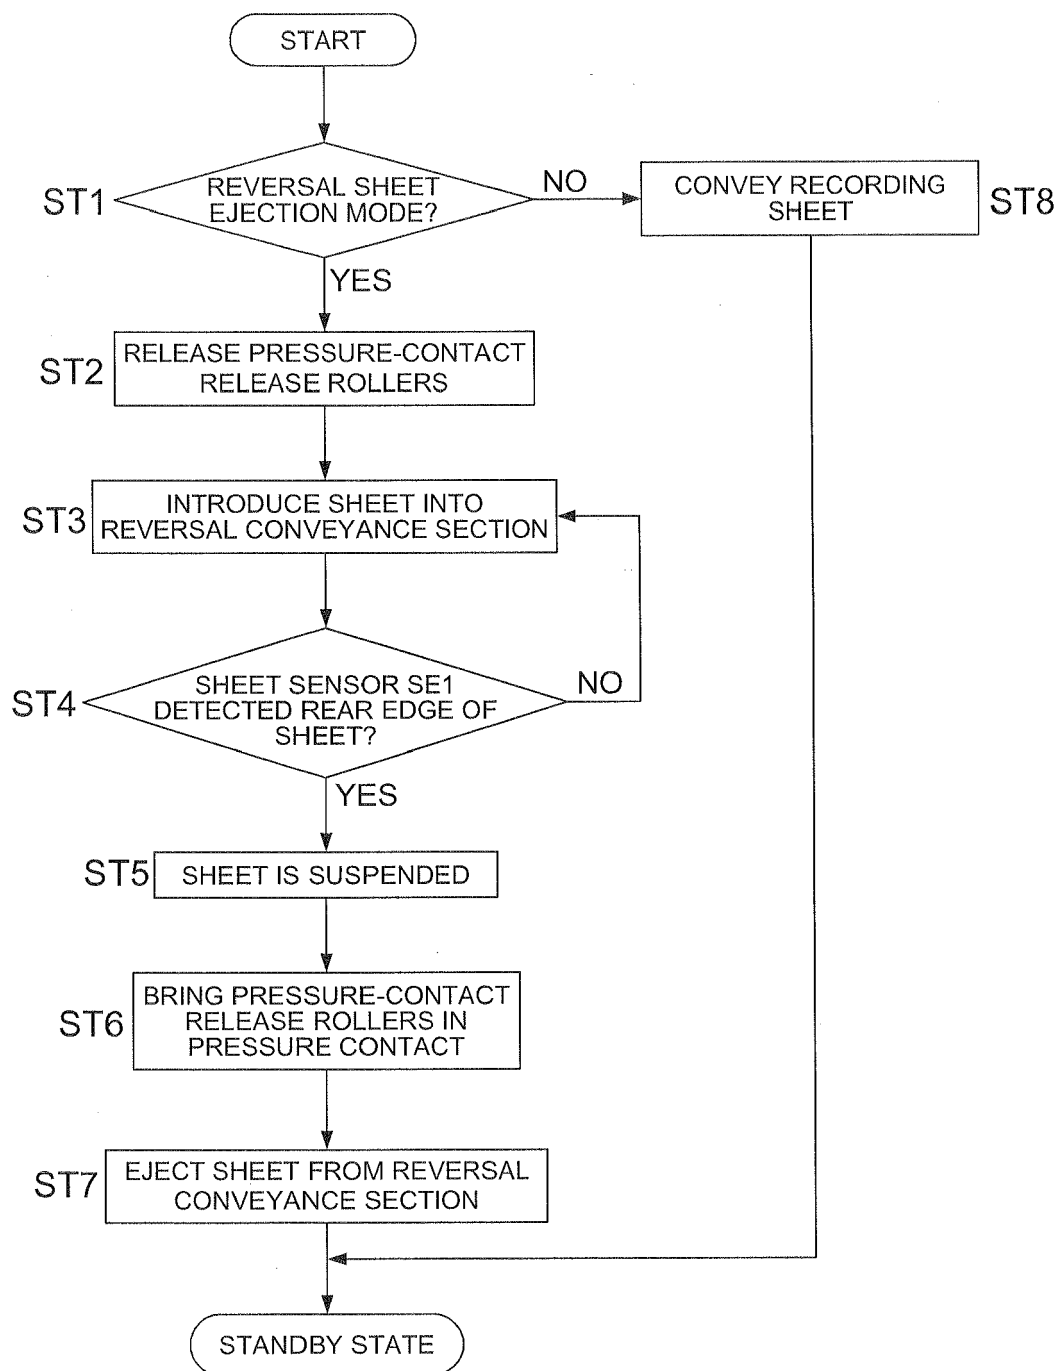 START
ST1
REVERSAL SHEET
EJECTION MODE?
NO
CONVEY RECORDING
SHEET
ST8
YES
ST2
RELEASE PRESSURE-CONTACT
RELEASE ROLLERS
ST3
INTRODUCE SHEET INTO
REVERSAL CONVEYANCE SECTION
ST4
SHEET SENSOR SE1
DETECTED REAR EDGE OF
SHEET?
NO
YES
ST5
SHEET IS SUSPENDED
ST6
BRING PRESSURE-CONTACT
RELEASE ROLLERS IN
PRESSURE CONTACT
ST7
EJECT SHEET FROM REVERSAL
CONVEYANCE SECTION
STANDBY STATE